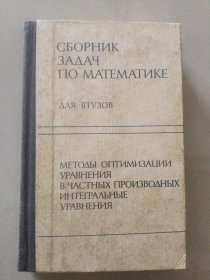 СБОРНИК
ЗАДАЧ
ПО МАТЕМАТИКЕ
ДЛЯ ВТУЗОВ
МЕТОДЫ ОПТИМИЗАЦИИ
УРАВНЕНИЯ
В ЧАСТНЫХ ПРОИЗВОДНЫХ
ИНТЕГРАЛЬНЫЕ
УРАВНЕНИЯ